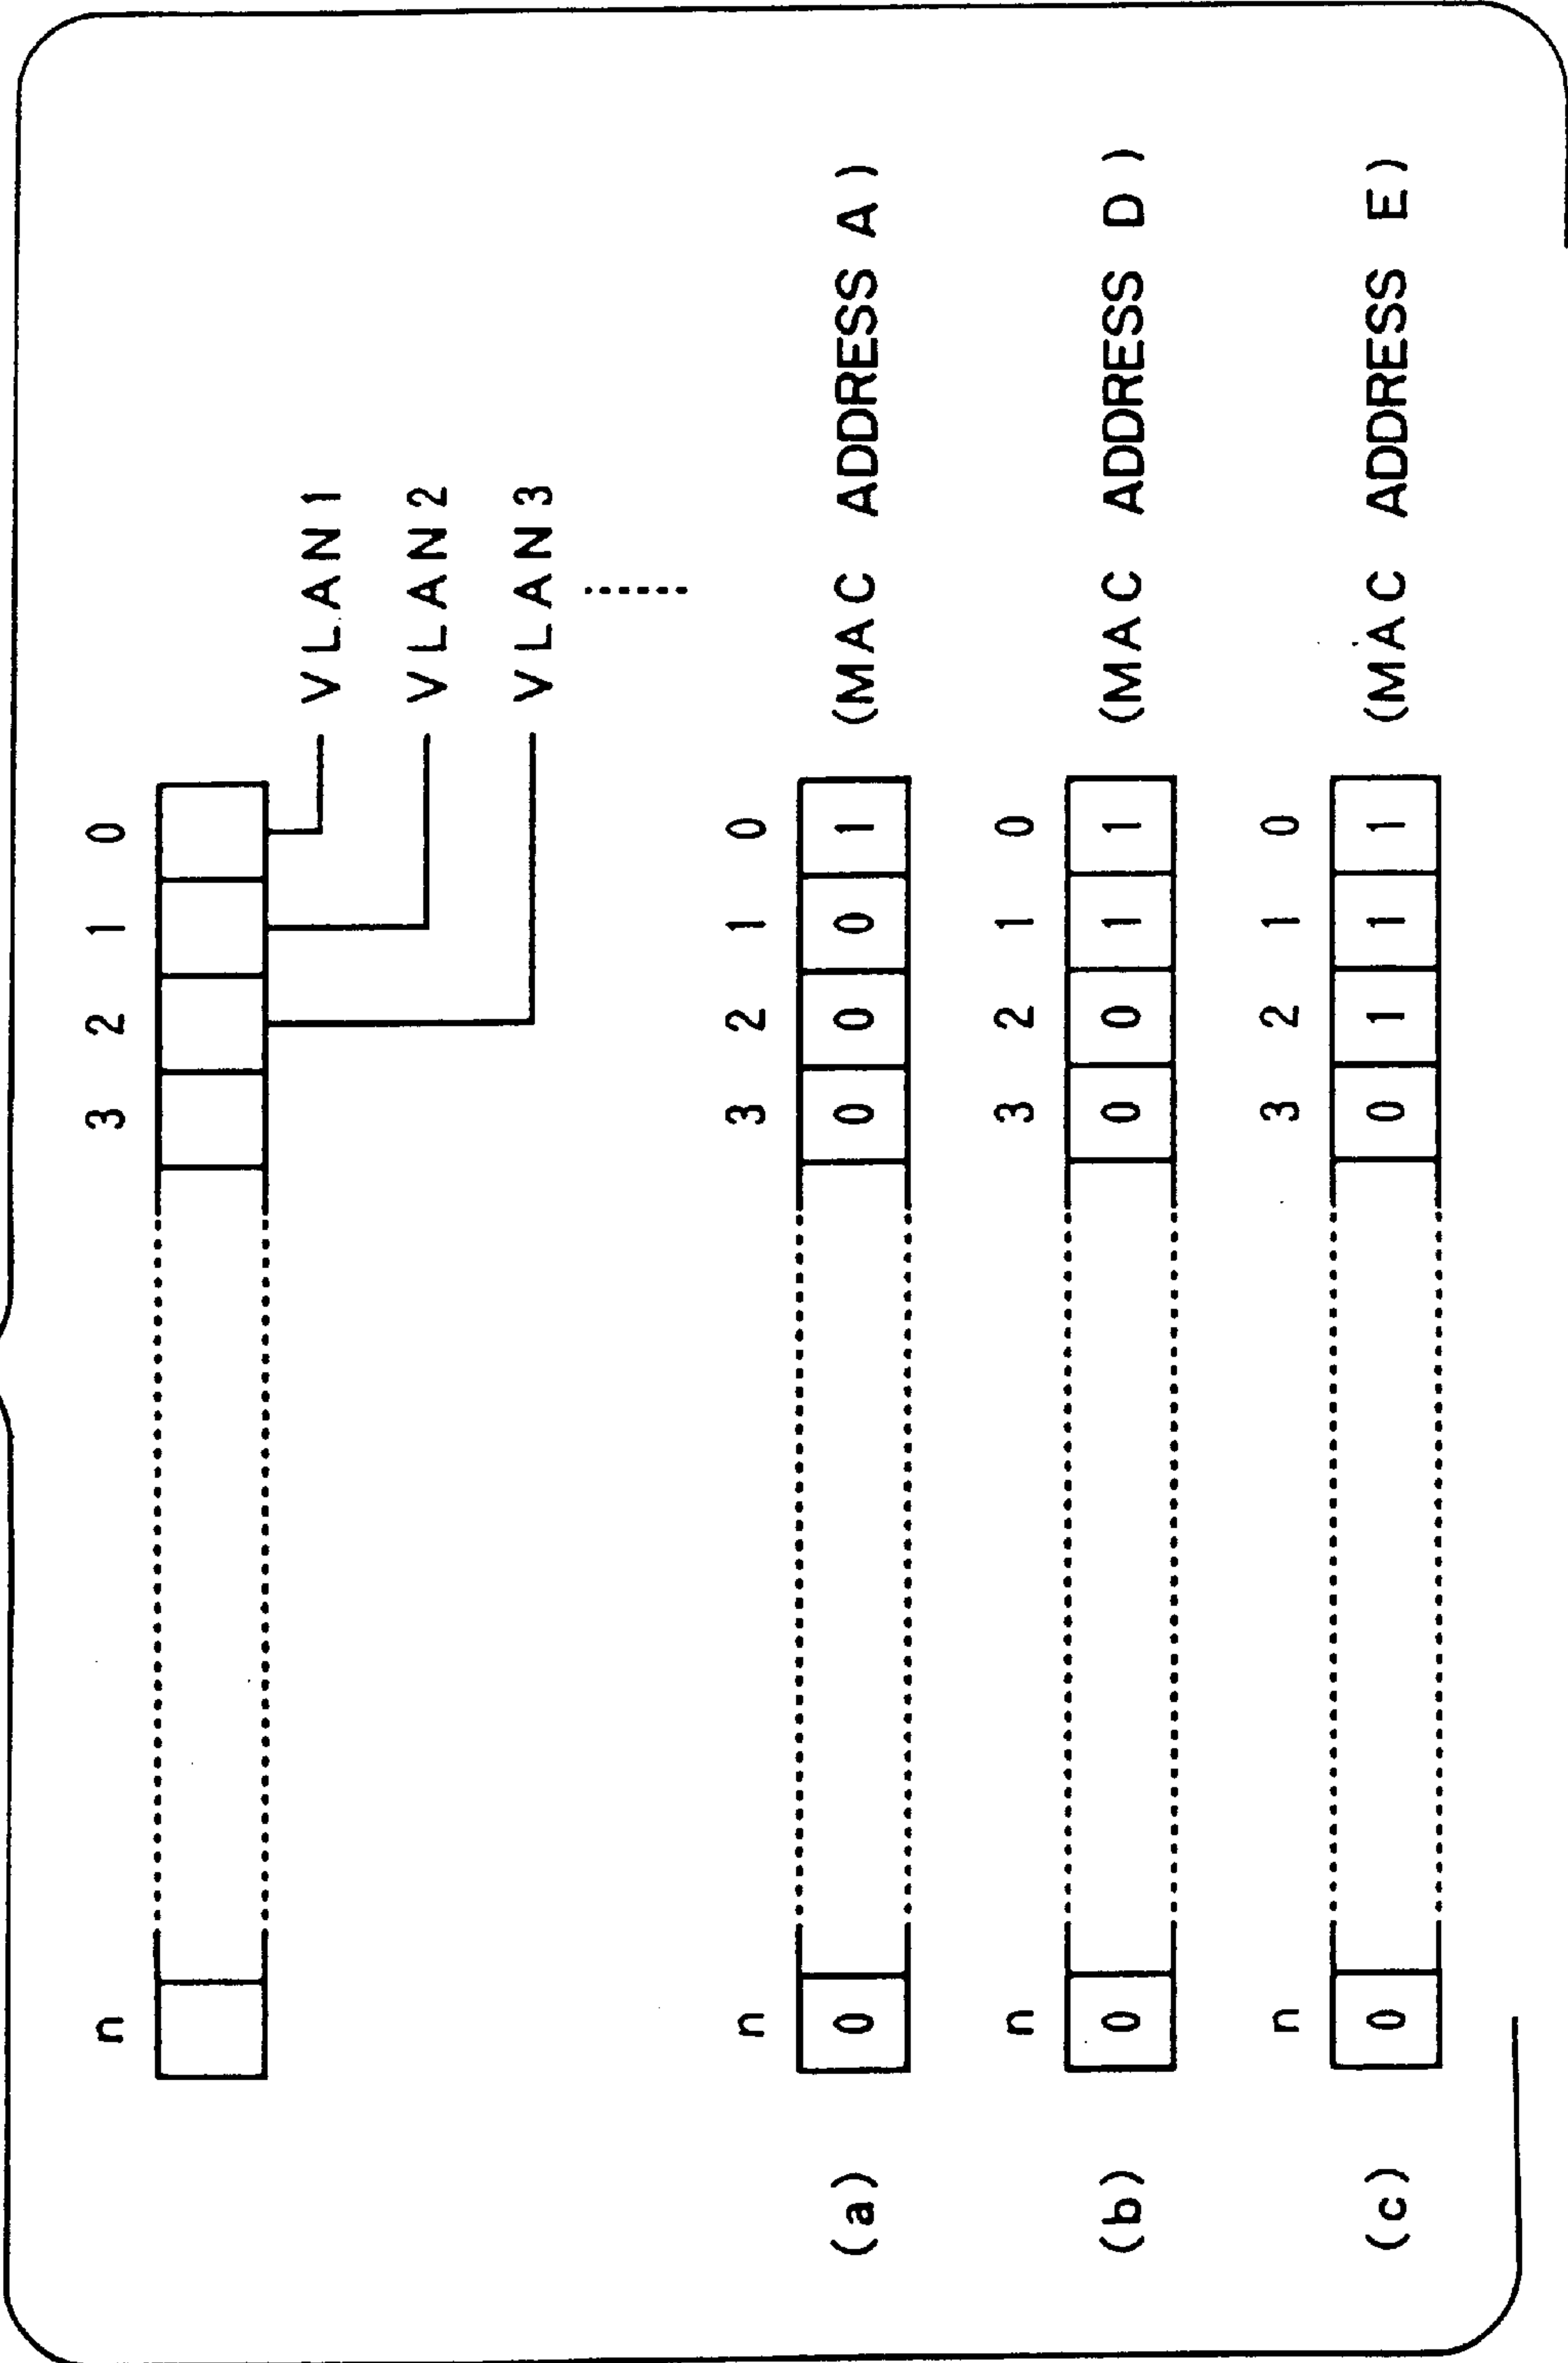 n 3 2 1 0
VLAN1
VLAN2
VLAN3
n 3 2 1 0
(a) 0 0 0 0 1 (MAC ADDRESS A)
n 3 2 1 0
(b) 0 0 0 1 1 (MAC ADDRESS D)
n 3 2 1 0
(c) 0 0 1 1 1 (MAC ADDRESS E)